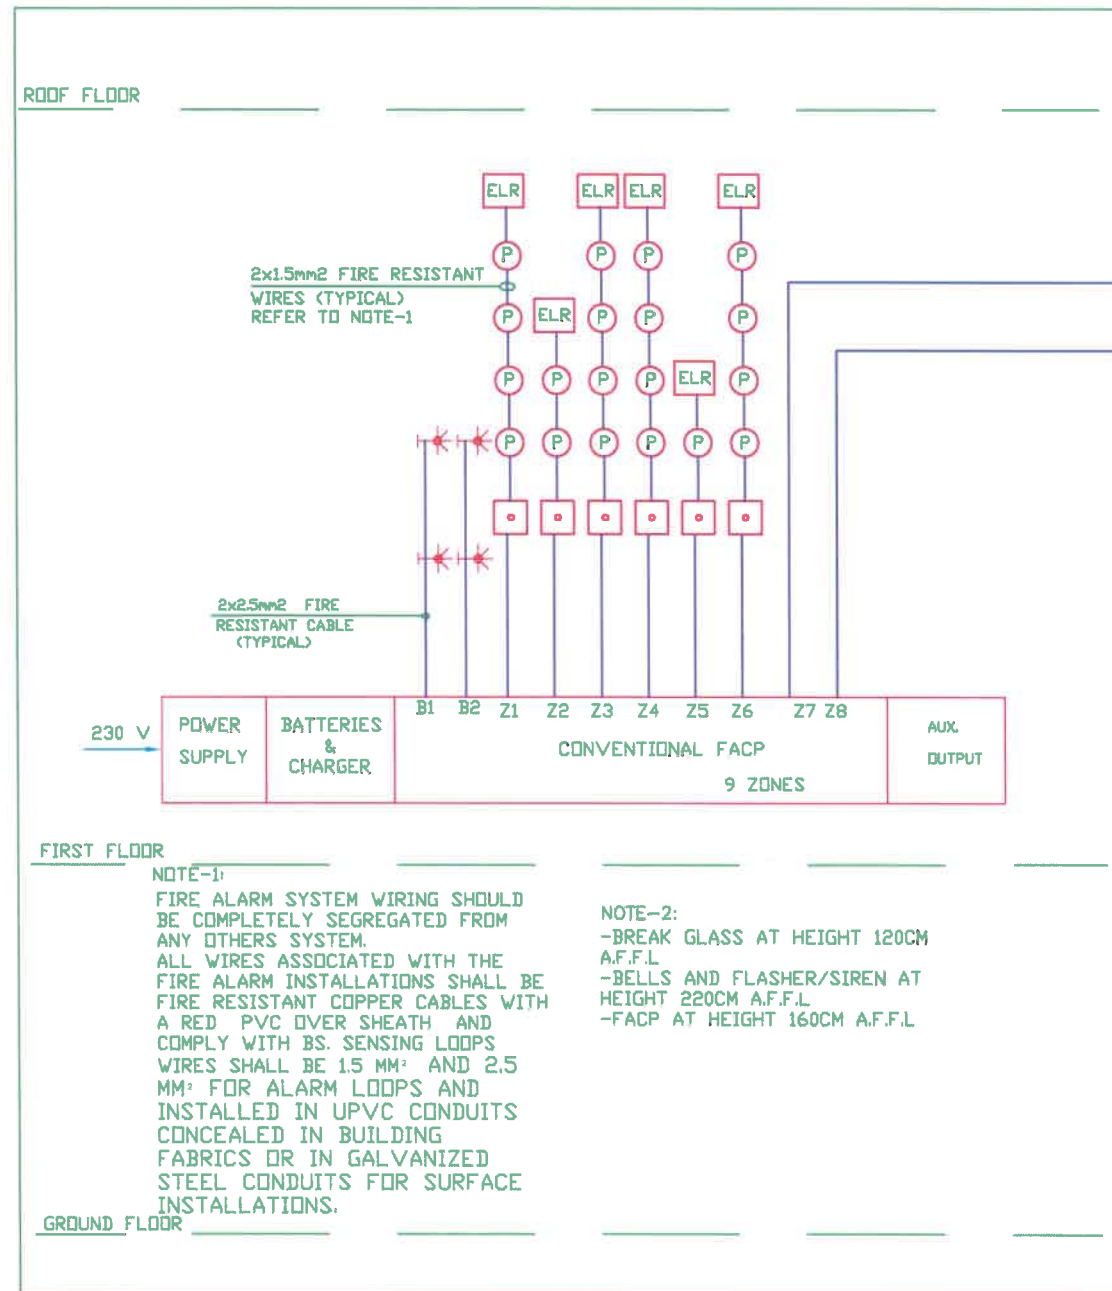 ROOF FLOOR
ELR
ELR ELR
ELR
P
P
P
2x1.5mm2 FIRE RESISTANT
WIRES (TYPICAL)
REFER TO NOTE-1
P
ELR
P
P
P
P
P
P
P
ELR
P
P
P
P
P
P
P
2x2.5mm2 FIRE
RESISTANT CABLE
(TYPICAL)
B1 B2 Z1 Z2 Z3 Z4 Z5 Z6 Z7 Z8
230 V
POWER
SUPPLY
BATTERIES
&
CHARGER
CONVENTIONAL FACP
9 ZONES
AUX.
OUTPUT
FIRST FLOOR
NOTE-1:
FIRE ALARM SYSTEM WIRING SHOULD
BE COMPLETELY SEGREGATED FROM
ANY OTHERS SYSTEM.
ALL WIRES ASSOCIATED WITH THE
FIRE ALARM INSTALLATIONS SHALL BE
FIRE RESISTANT COPPER CABLES WITH
A RED PVC OVER SHEATH AND
COMPLY WITH BS. SENSING LOOPS
WIRES SHALL BE 1.5 MM² AND 2.5
MM² FOR ALARM LOOPS AND
INSTALLED IN UPVC CONDUITS
CONCEALED IN BUILDING
FABRICS OR IN GALVANIZED
STEEL CONDUITS FOR SURFACE
INSTALLATIONS.
NOTE-2:
-BREAK GLASS AT HEIGHT 120CM
A.F.F.L
-BELLS AND FLASHER/SIREN AT
HEIGHT 220CM A.F.F.L
-FACP AT HEIGHT 160CM A.F.F.L
GROUND FLOOR